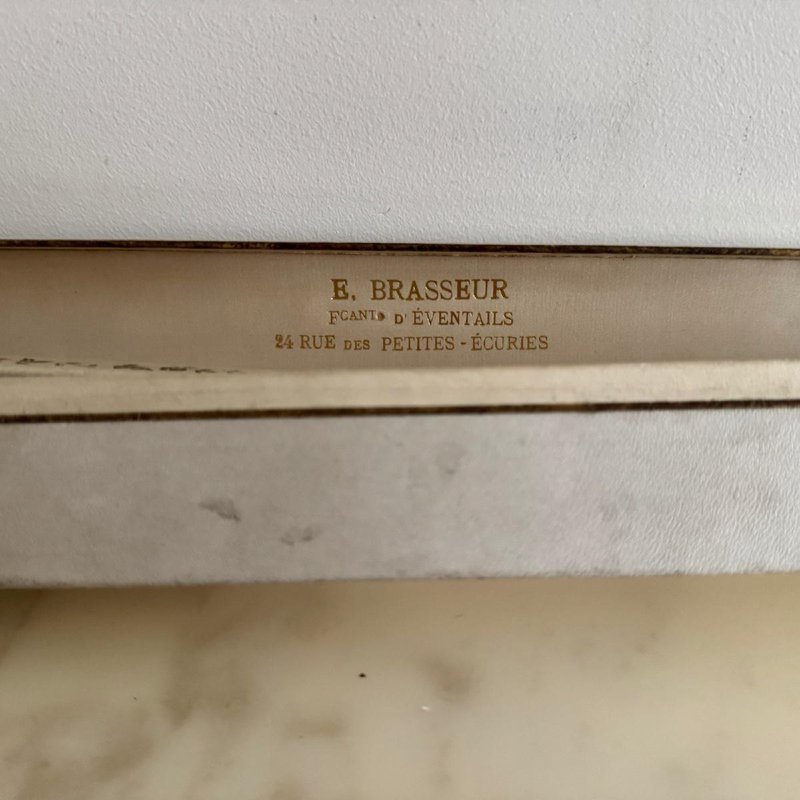 E. BRASSEUR
FCANT D'ÉVENTAILS
24 RUE DES PETITES-ÉCURIES